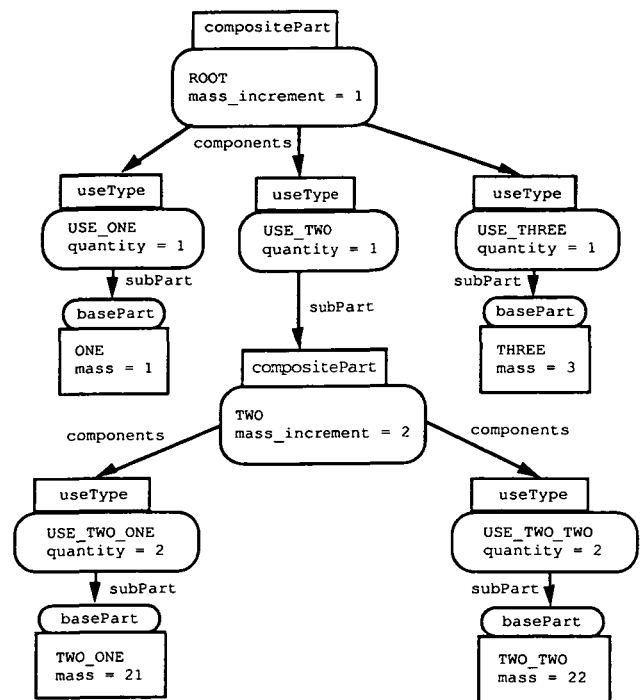 compositePart
ROOT
mass_increment = 1
components
useType
USE_ONE
quantity = 1
useType
USE_TWO
quantity = 1
useType
USE_THREE
quantity = 1
subPart
subPart
subPart
basePart
ONE
mass = 1
basePart
THREE
mass = 3
compositePart
TWO
mass_increment = 2
components
components
useType
USE_TWO_ONE
quantity = 2
useType
USE_TWO_TWO
quantity = 2
subPart
subPart
basePart
TWO_ONE
mass = 21
basePart
TWO_TWO
mass = 22